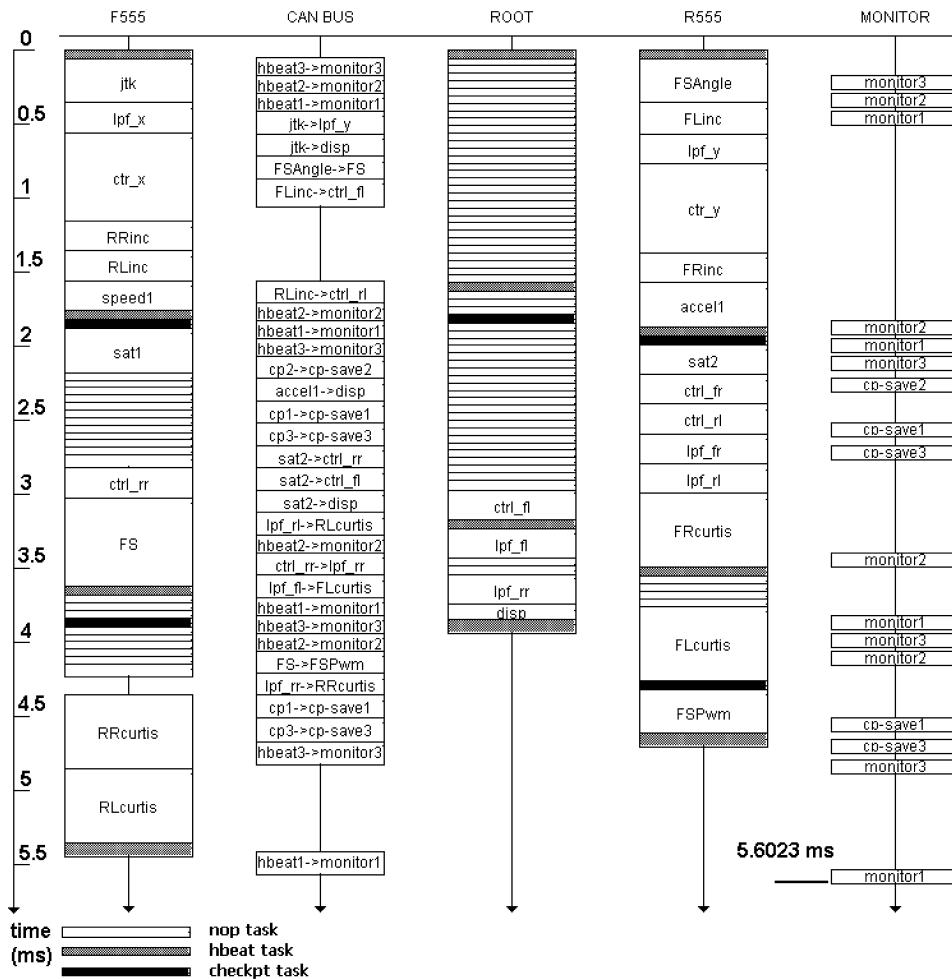 F555 CAN BUS ROOT R555 MONITOR
0
0.5
1
1.5
2
2.5
3
3.5
4
4.5
5
5.5
time
(ms)
jtk
lpf_x
ctr_x
RRinc
RLinc
speed1
sat1
ctrl_rr
FS
RRcurtis
RLcurtis
hbeat3->monitor3
hbeat2->monitor2
hbeat1->monitor1
jtk->lpf_y
jtk->disp
FSAngle->FS
FLinc->ctrl_fl
RLinc->ctrl_rl
hbeat2->monitor2
hbeat1->monitor1
hbeat3->monitor3
cp2->cp-save2
accel1->disp
cp1->cp-save1
cp3->cp-save3
sat2->ctrl_rr
sat2->ctrl_fl
sat2->disp
lpf_rl->RLcurtis
hbeat2->monitor2
ctrl_rr->lpf_rr
lpf_fl->FLcurtis
hbeat1->monitor1
hbeat3->monitor3
hbeat2->monitor2
FS->FSPwm
lpf_rr->RRcurtis
cp1->cp-save1
cp3->cp-save3
hbeat3->monitor3
hbeat1->monitor1
ctrl_fl
lpf_fl
lpf_rr
disp
FSAngle
FLinc
lpf_y
ctr_y
FRinc
accel1
sat2
ctrl_fr
ctrl_rl
lpf_fr
lpf_rl
FRcurtis
FLcurtis
FSPwm
monitor3
monitor2
monitor1
monitor2
monitor1
monitor3
cp-save2
cp-save1
cp-save3
monitor2
monitor1
monitor3
monitor2
cp-save1
cp-save3
monitor3
5.6023 ms
monitor1
nop task
hbeat task
checkpt task